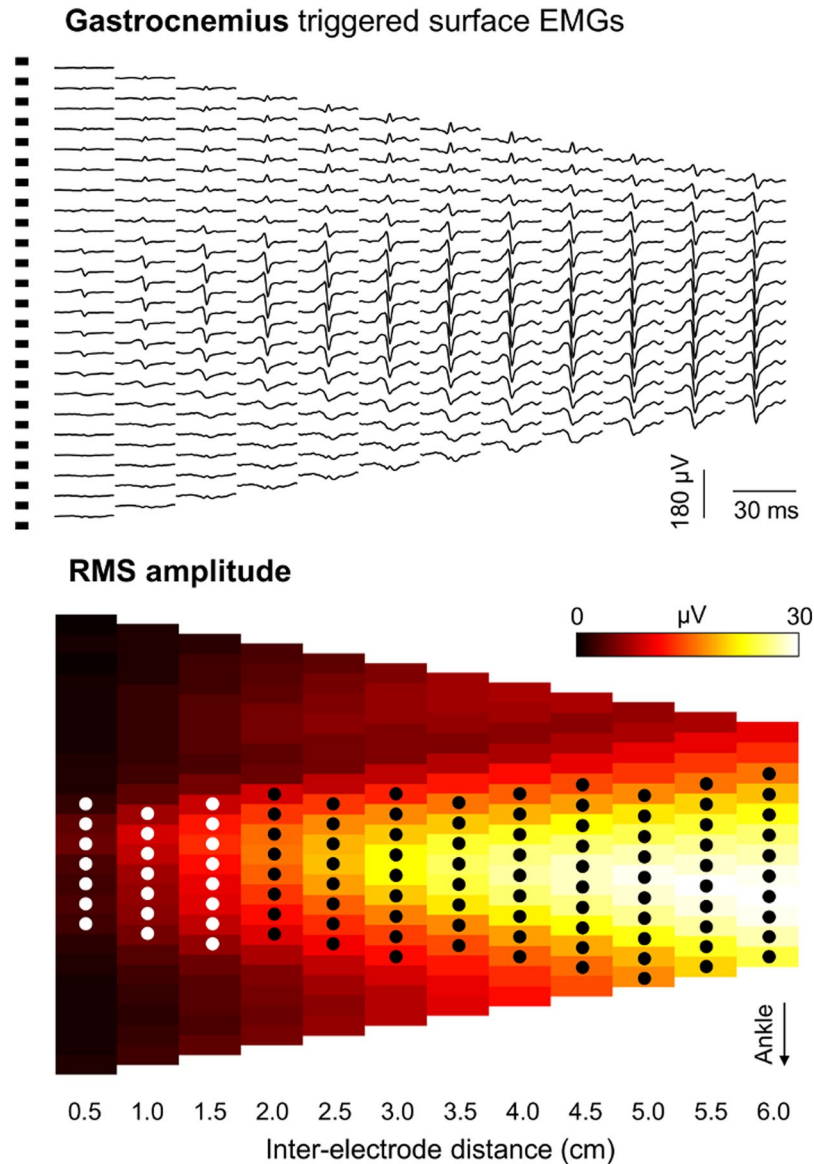 Gastrocnemius triggered surface EMGs
180 µV
30 ms
RMS amplitude
0 µV 30
Ankle
0.5 1.0 1.5 2.0 2.5 3.0 3.5 4.0 4.5 5.0 5.5 6.0
Inter-electrode distance (cm)